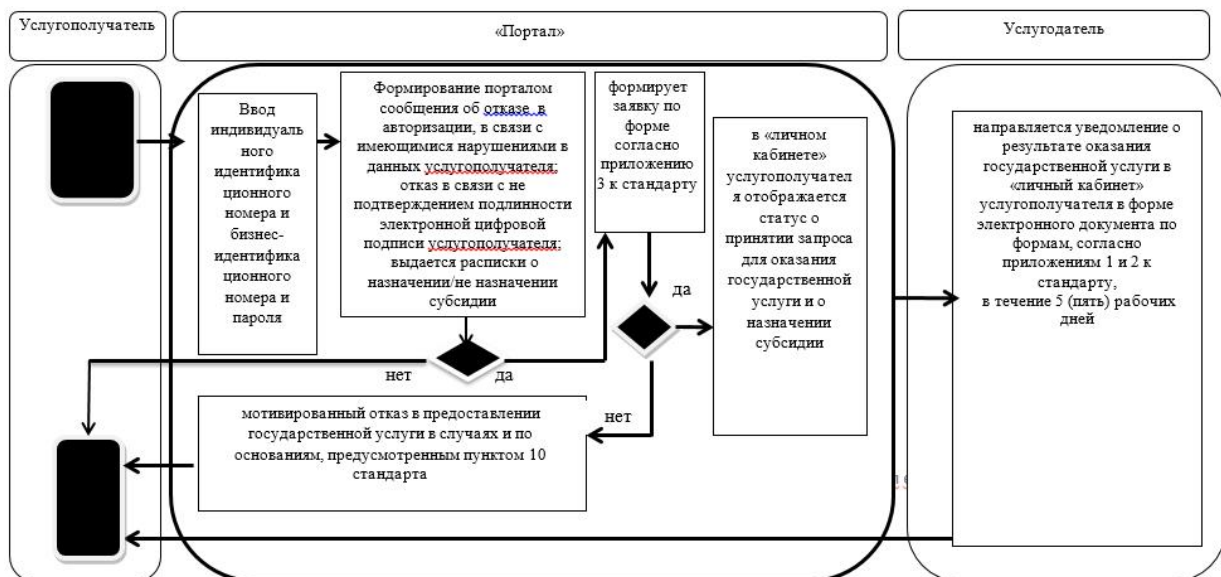 Услугополучатель
«Портал»
Услугодатель
Ввод
индивидуаль
ного
идентифика
ционного
номера и
бизнес-
идентифика
ционного
номера и
пароля
Формирование порталом
сообщения об отказе в
авторизации, в связи с
имеющимися нарушениями в
данных услугополучателя;
отказ в связи с не
подтверждением подлинности
электронной цифровой
подписи услугополучателя;
выдается расписки о
назначении/не назначении
субсидии
формирует
заявку по
форме
согласно
приложению
3 к стандарту
в «личном
кабинете»
услугополучател
я отображается
статус о
принятии запроса
для оказания
государственной
услуги и о
назначении
субсидии
направляется уведомление о
результате оказания
государственной услуги в
«личный кабинет»
услугополучателя в форме
электронного документа по
формам, согласно
приложениям 1 и 2 к
стандарту,
в течение 5 (пять) рабочих
дней
да
нет
да
нет
мотивированный отказ в предоставлении
государственной услуги в случаях и по
основаниям, предусмотренным пунктом 10
стандарта